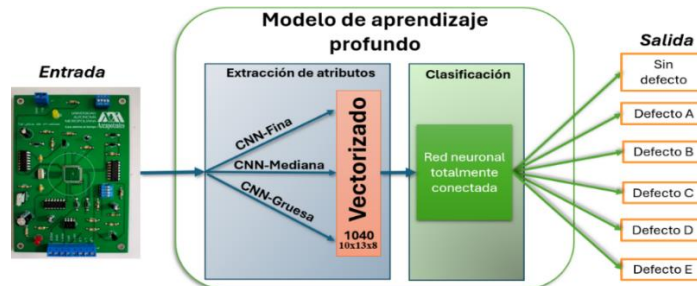 Modelo de aprendizaje
profundo
Entrada
Salida
Extracción de atributos
Clasificación
CNN-Fina
CNN-Mediana
CNN-Gruesa
Vectorizado
1040
10x13x8
Red neuronal
totalmente
conectada
Sin
defecto
Defecto A
Defecto B
Defecto C
Defecto D
Defecto E